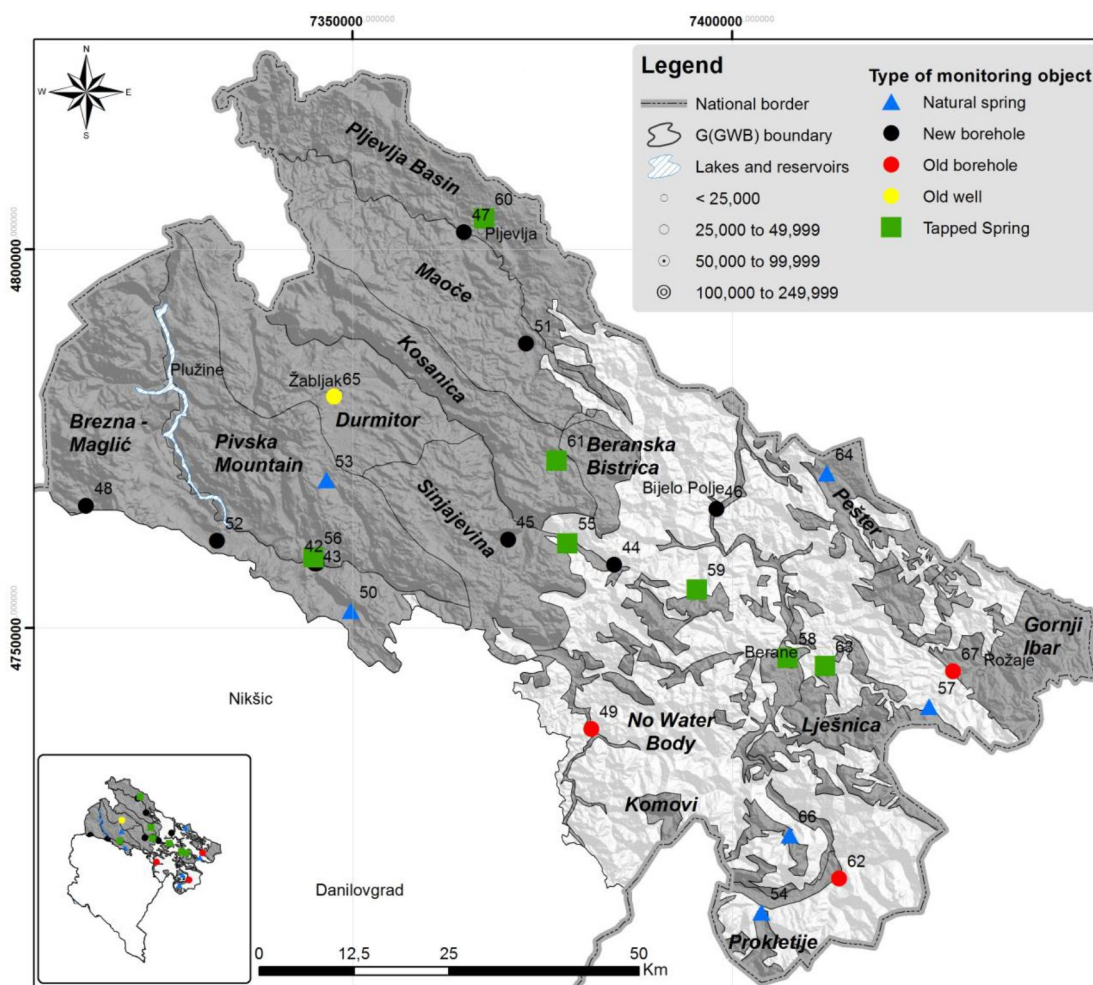 7350000,000000
7400000,000000
N
W
E
S
Legend
National border
G(GWB) boundary
Lakes and reservoirs
< 25,000
25,000 to 49,999
50,000 to 99,999
100,000 to 249,999
Type of monitoring object
Natural spring
New borehole
Old borehole
Old well
Tapped Spring
4800000,000000
4750000,000000
Pljevlja Basin
60
47
Pljevlja
Maoče
51
Kosanica
Plužine
Žabljak
65
Durmitor
Brezna -
Maglić
Pivska
Mountain
53
61
Beranska
Bistrica
64
Pešter
Bijelo Polje
46
48
52
Sinjajevina
45
55
44
56
42
43
59
50
58
Berane
63
Gornji
Ibar
67
Rožaje
57
Nikšic
49
No Water
Body
Lješnica
Komovi
66
62
54
Prokletije
Danilovgrad
0
12,5
25
50
Km